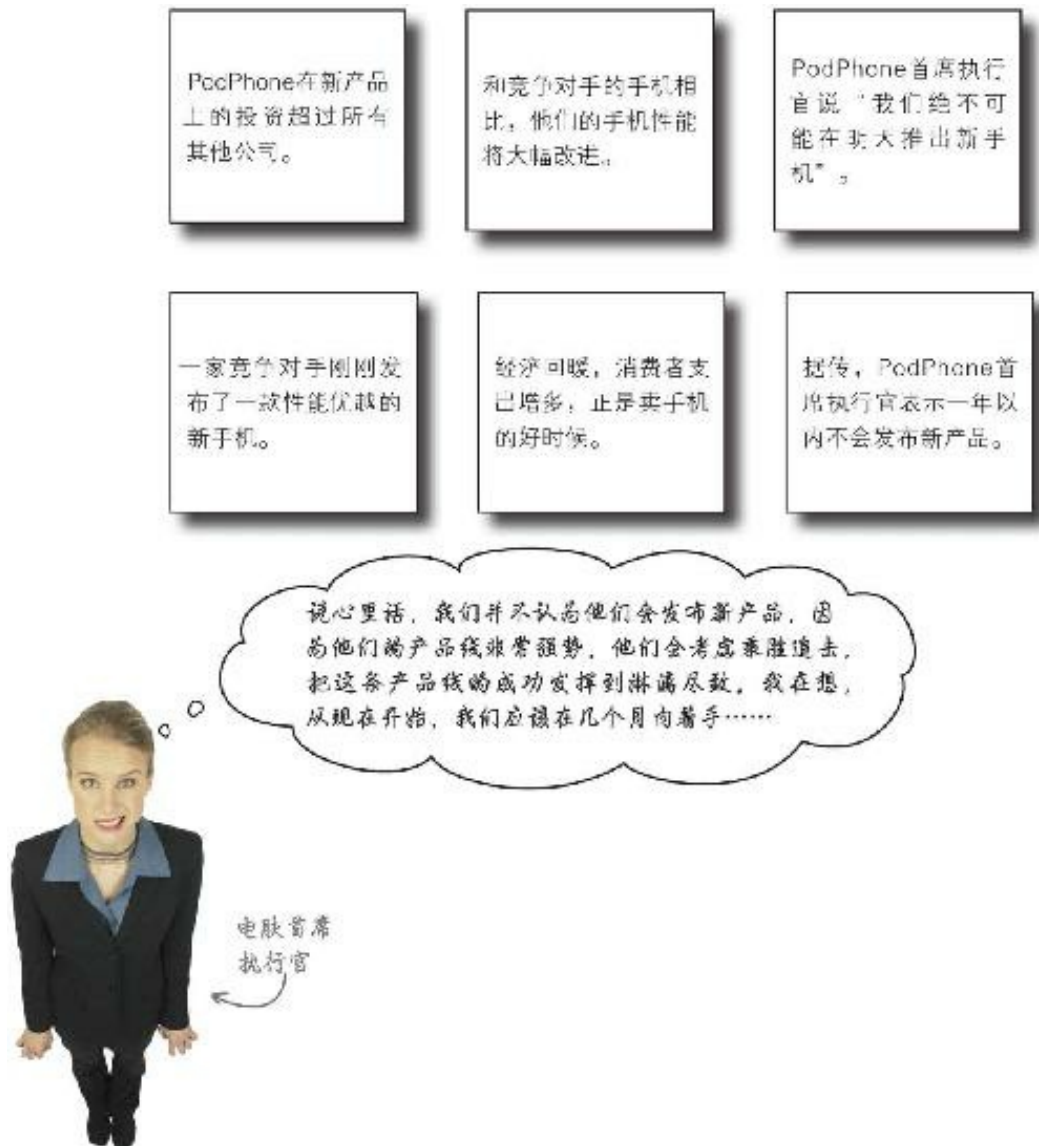 PodPhone在新产品
上的投资超过所有
其他公司。
和竞争对手的手机相
比，他们的手机性能
将大幅改进。
PodPhone首席执行
官说“我们绝不可
能在明天推出新手
机”。
一家竞争对手刚刚发
布了一款性能优越的
新手机。
经济回暖，消费者支
出增多，正是卖手机
的好时候。
据传，PodPhone首
席执行官表示一年以
内不会发布新产品。
说心里话，我们并不认为他们会发布新产品，因
为他们的产品线非常强势，他们会考虑乘胜追击，
把这条产品线的成功发挥到淋漓尽致。我在想，
从现在开始，我们应该在几个月内着手……
电肤首席
执行官